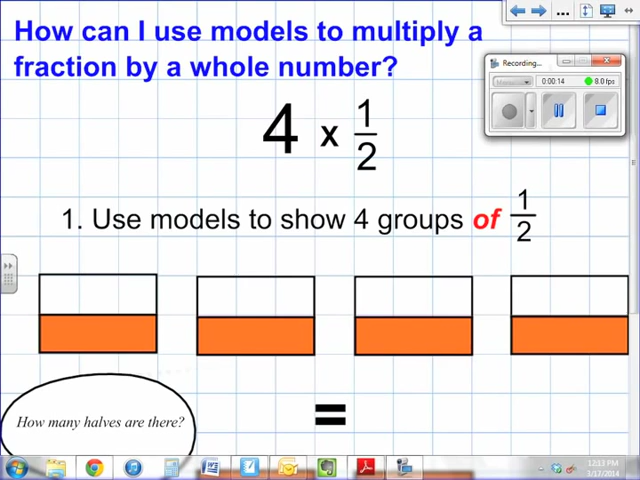 How can I use models to multiply a
fraction by a whole number?
Recording...
0:00:14
8.0 fps
4 x 1/2
1. Use models to show 4 groups of 1/2
How many halves are there?
=
12:13 PM
3/17/2014